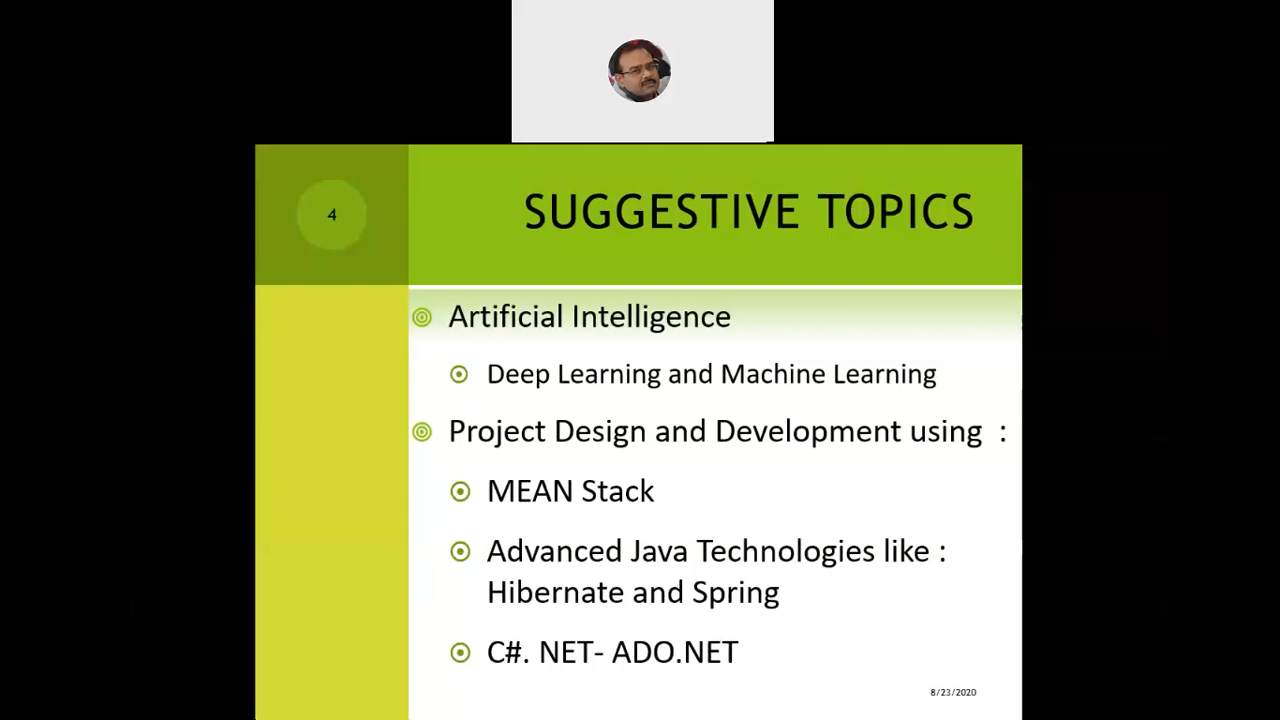 4
SUGGESTIVE TOPICS
Artificial Intelligence
Deep Learning and Machine Learning
Project Design and Development using :
MEAN Stack
Advanced Java Technologies like :
Hibernate and Spring
C#. NET- ADO.NET
8/23/2020